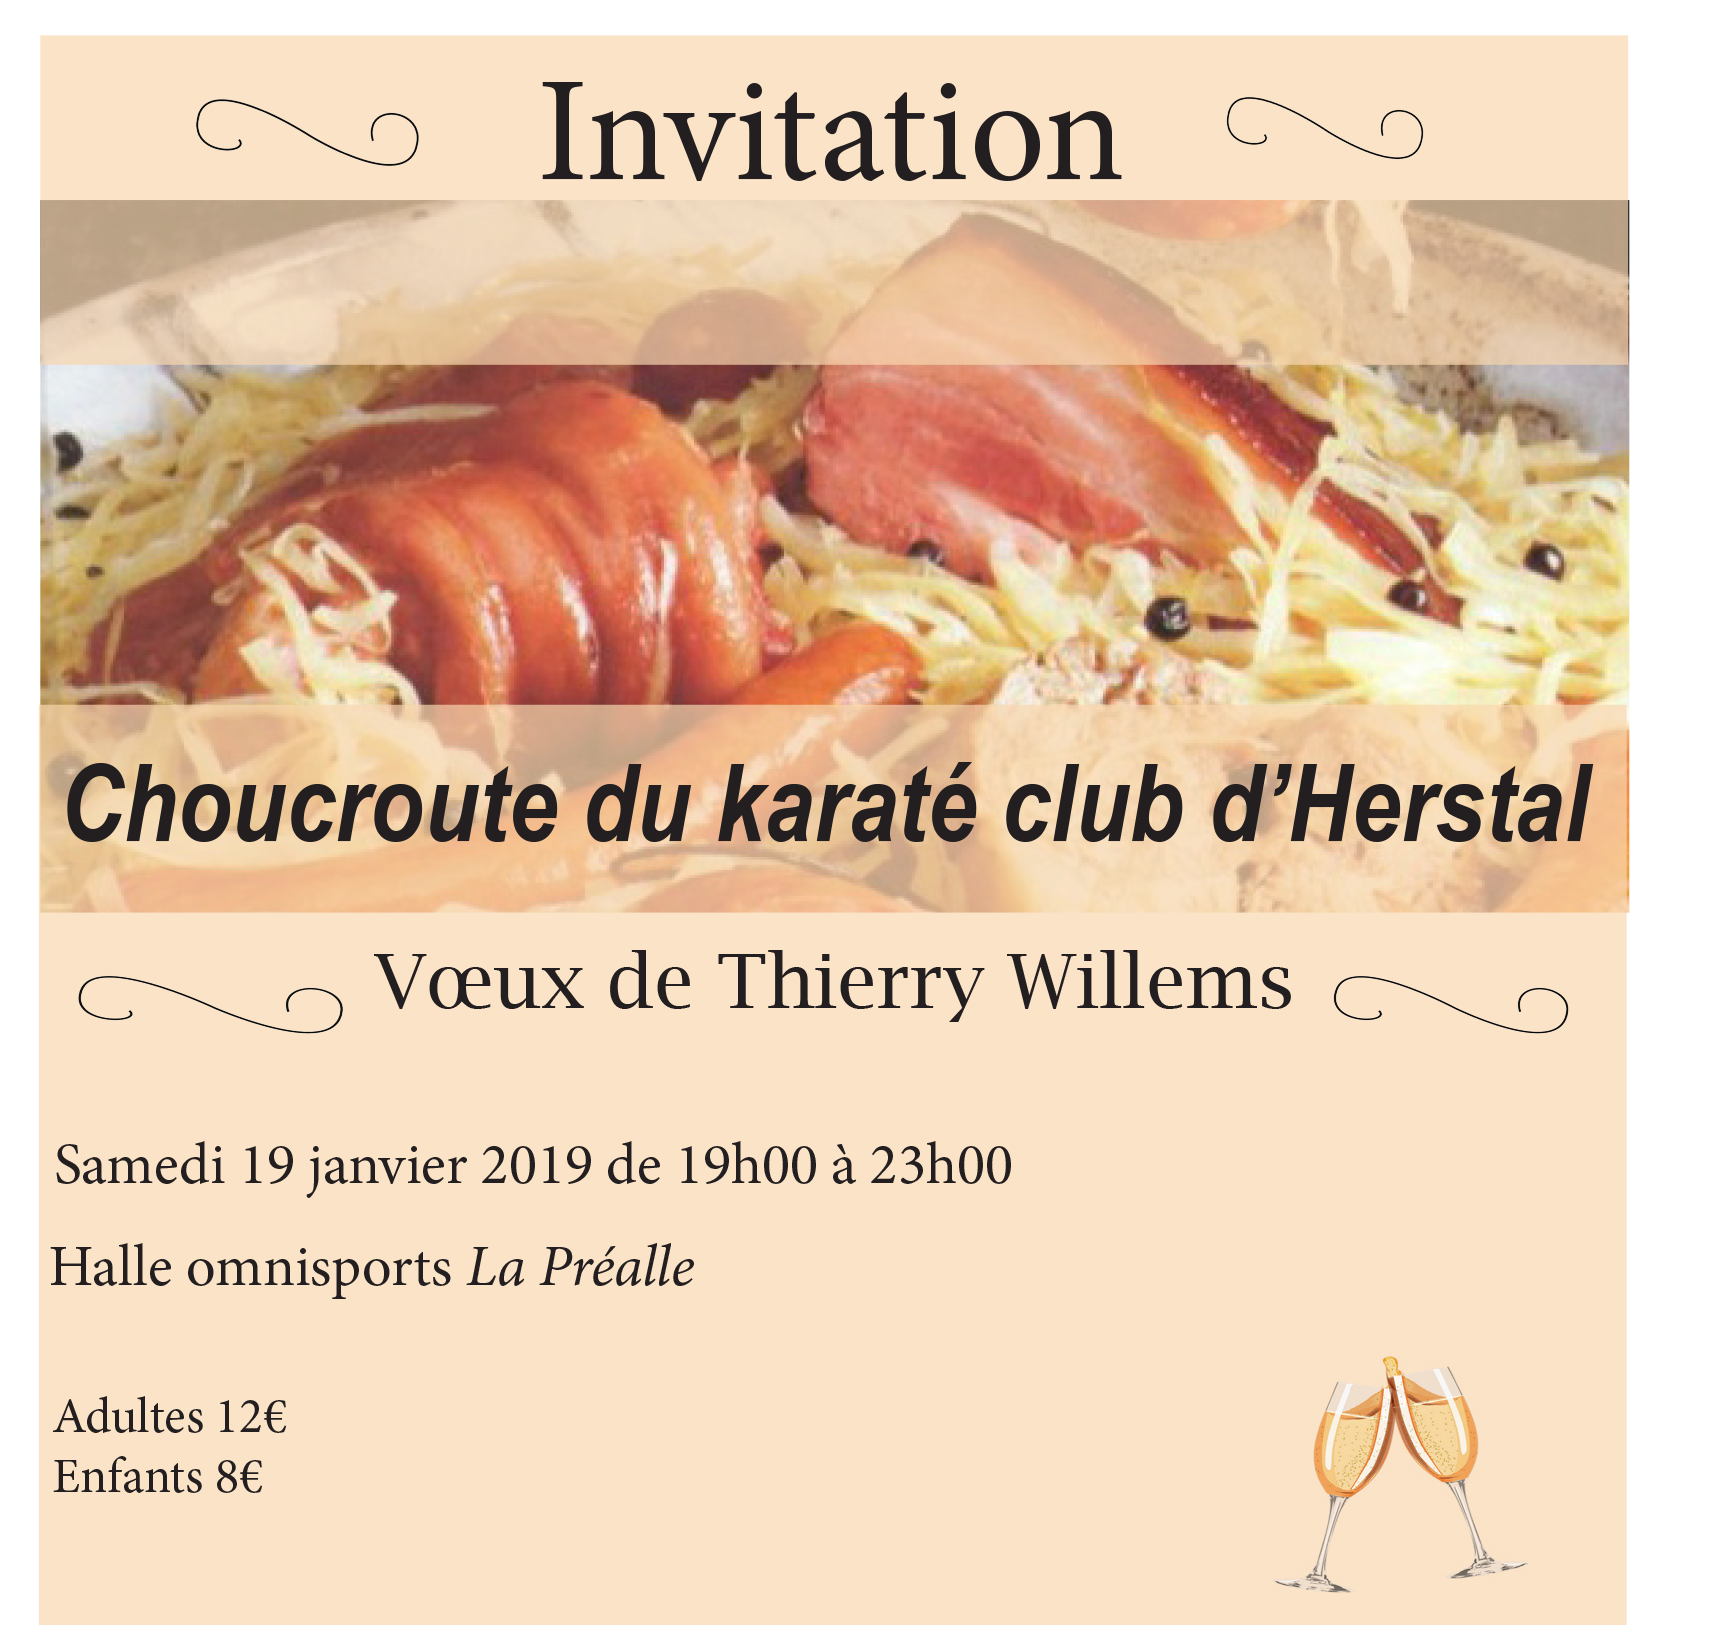 Invitation
Choucroute du karaté club d’Herstal
Vœux de Thierry Willems
Samedi 19 janvier 2019 de 19h00 à 23h00
Halle omnisports La Préalle
Adultes 12€
Enfants 8€